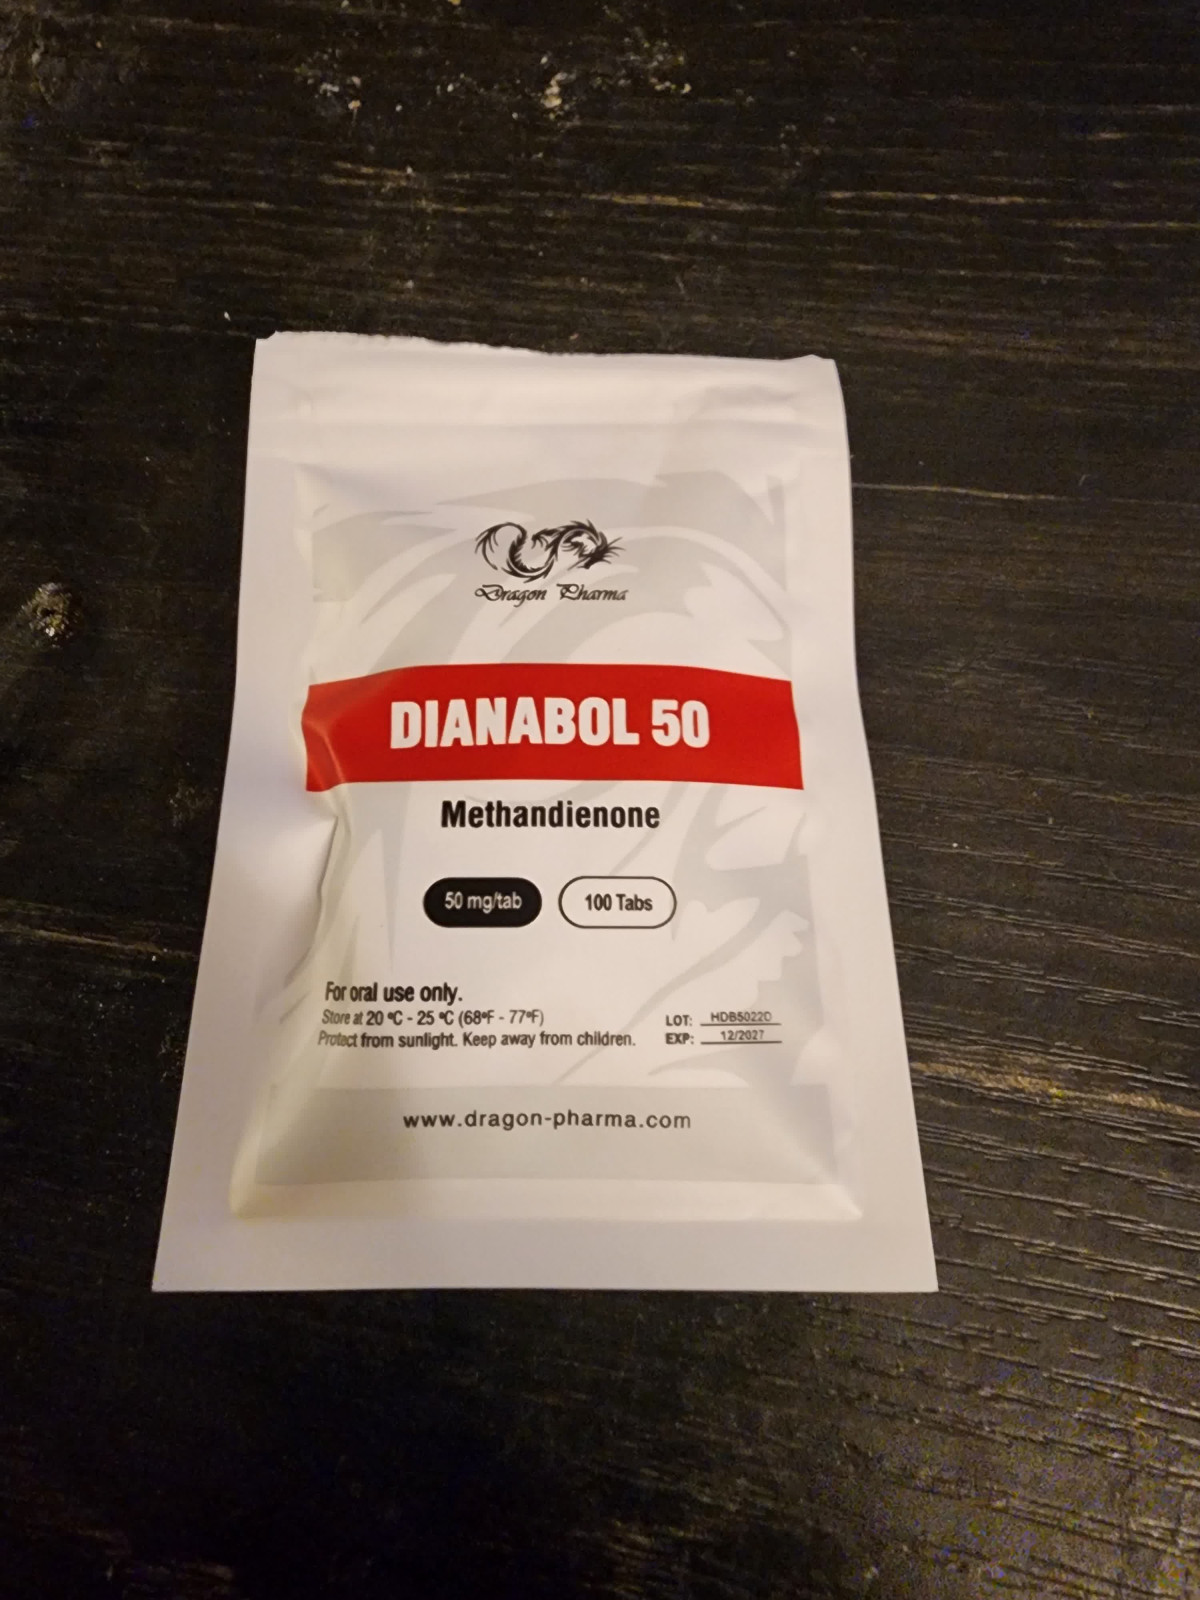 Dragon Pharma
DIANABOL 50
Methandienone
50 mg/tab
100 Tabs
For oral use only.
Store at 20 °C - 25 °C (68°F - 77°F)
Protect from sunlight. Keep away from children.
LOT: HDB5022D
EXP: 12/2027
www.dragon-pharma.com